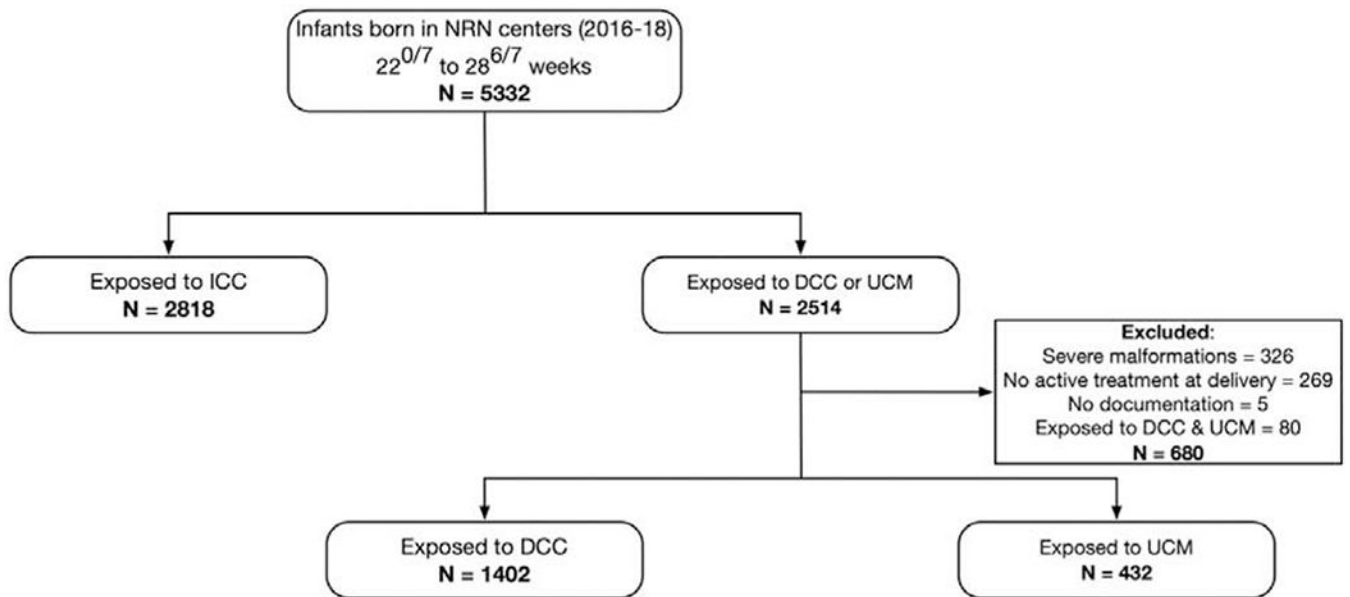 Infants born in NRN centers (2016-18)
22^0/7 to 28^6/7 weeks
N = 5332
Exposed to ICC
N = 2818
Exposed to DCC or UCM
N = 2514
Excluded:
Severe malformations = 326
No active treatment at delivery = 269
No documentation = 5
Exposed to DCC & UCM = 80
N = 680
Exposed to DCC
N = 1402
Exposed to UCM
N = 432